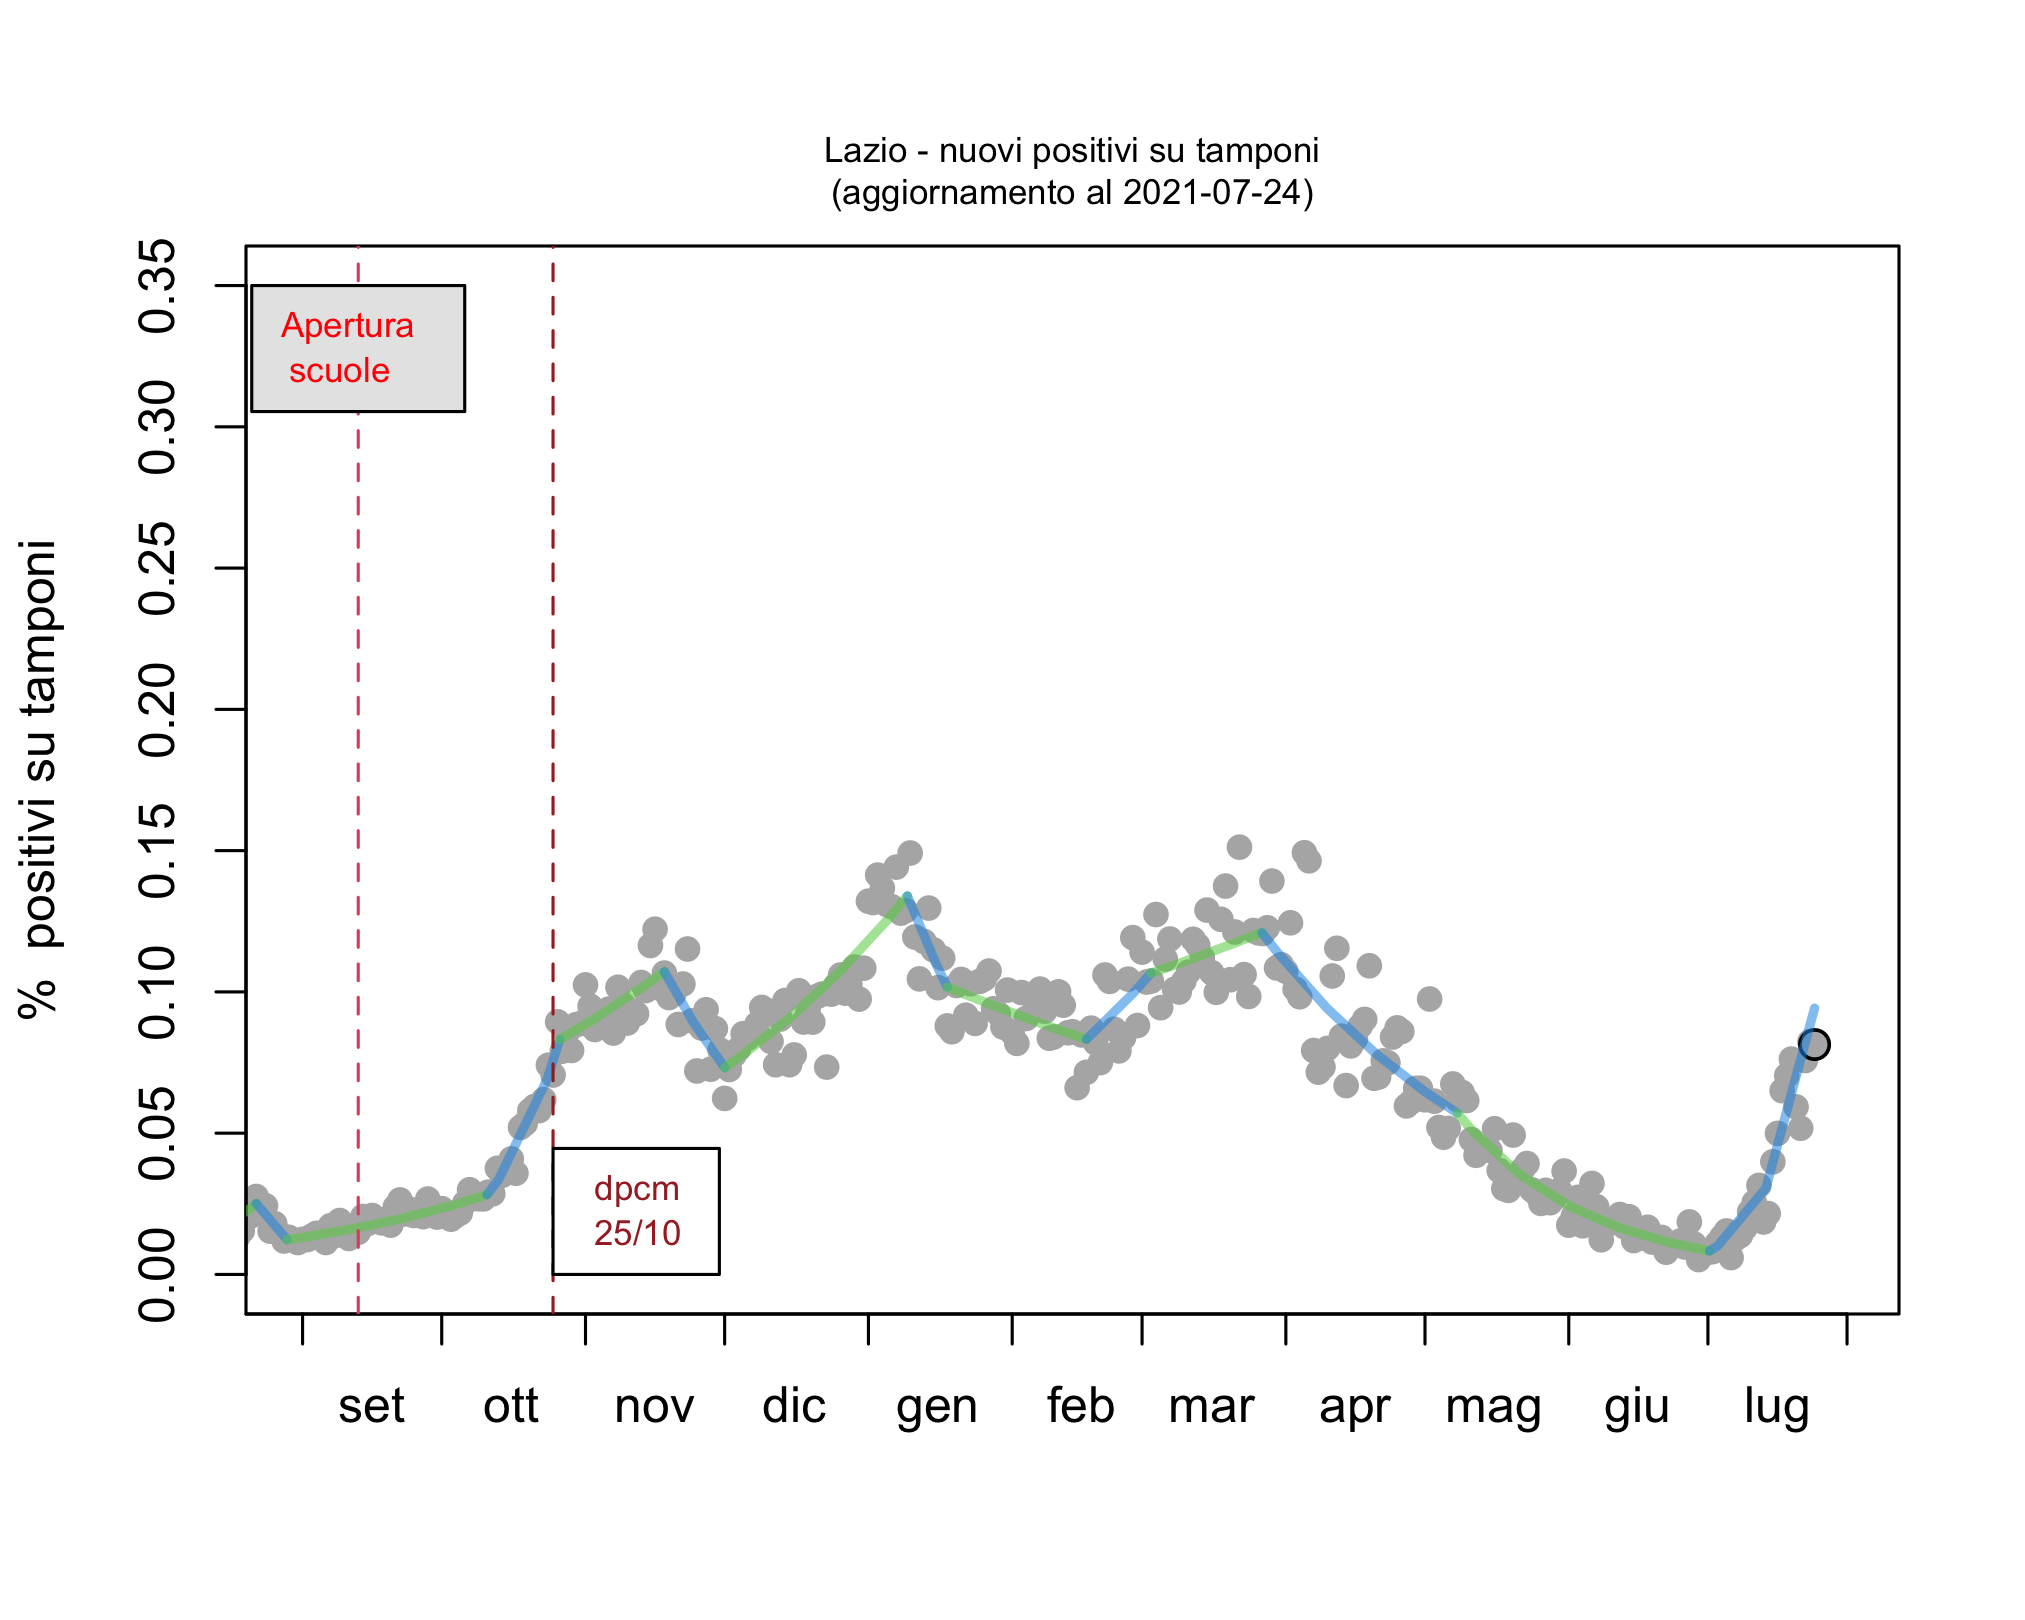 Lazio - nuovi positivi su tamponi
(aggiornamento al 2021-07-24)
% positivi su tamponi
0.35
0.30
0.25
0.20
0.15
0.10
0.05
0.00
Apertura
scuole
dpcm
25/10
set ott nov dic gen feb mar apr mag giu lug